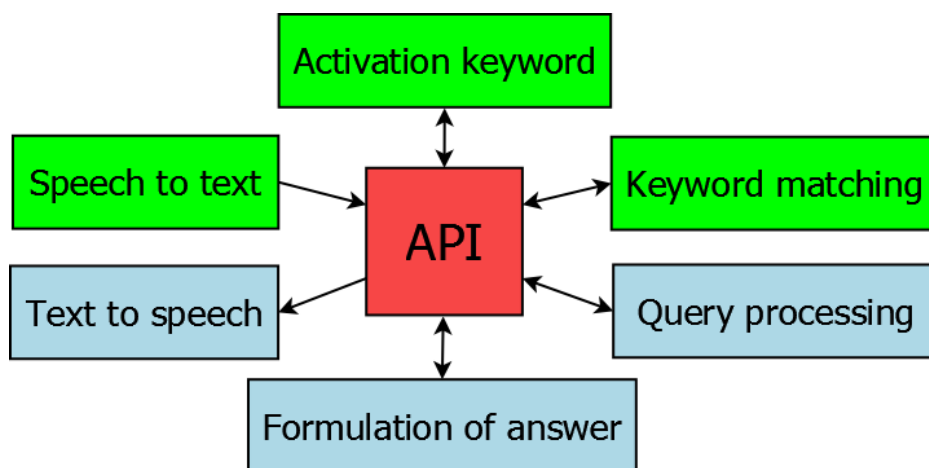 Activation keyword
Speech to text
Keyword matching
API
Text to speech
Query processing
Formulation of answer